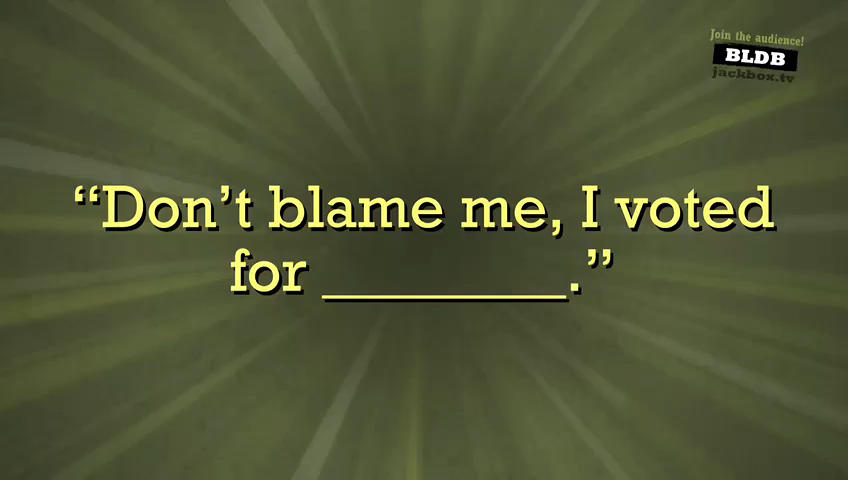 Join the audience!
BLDB
jackbox.tv
“Don’t blame me, I voted
for ________.”